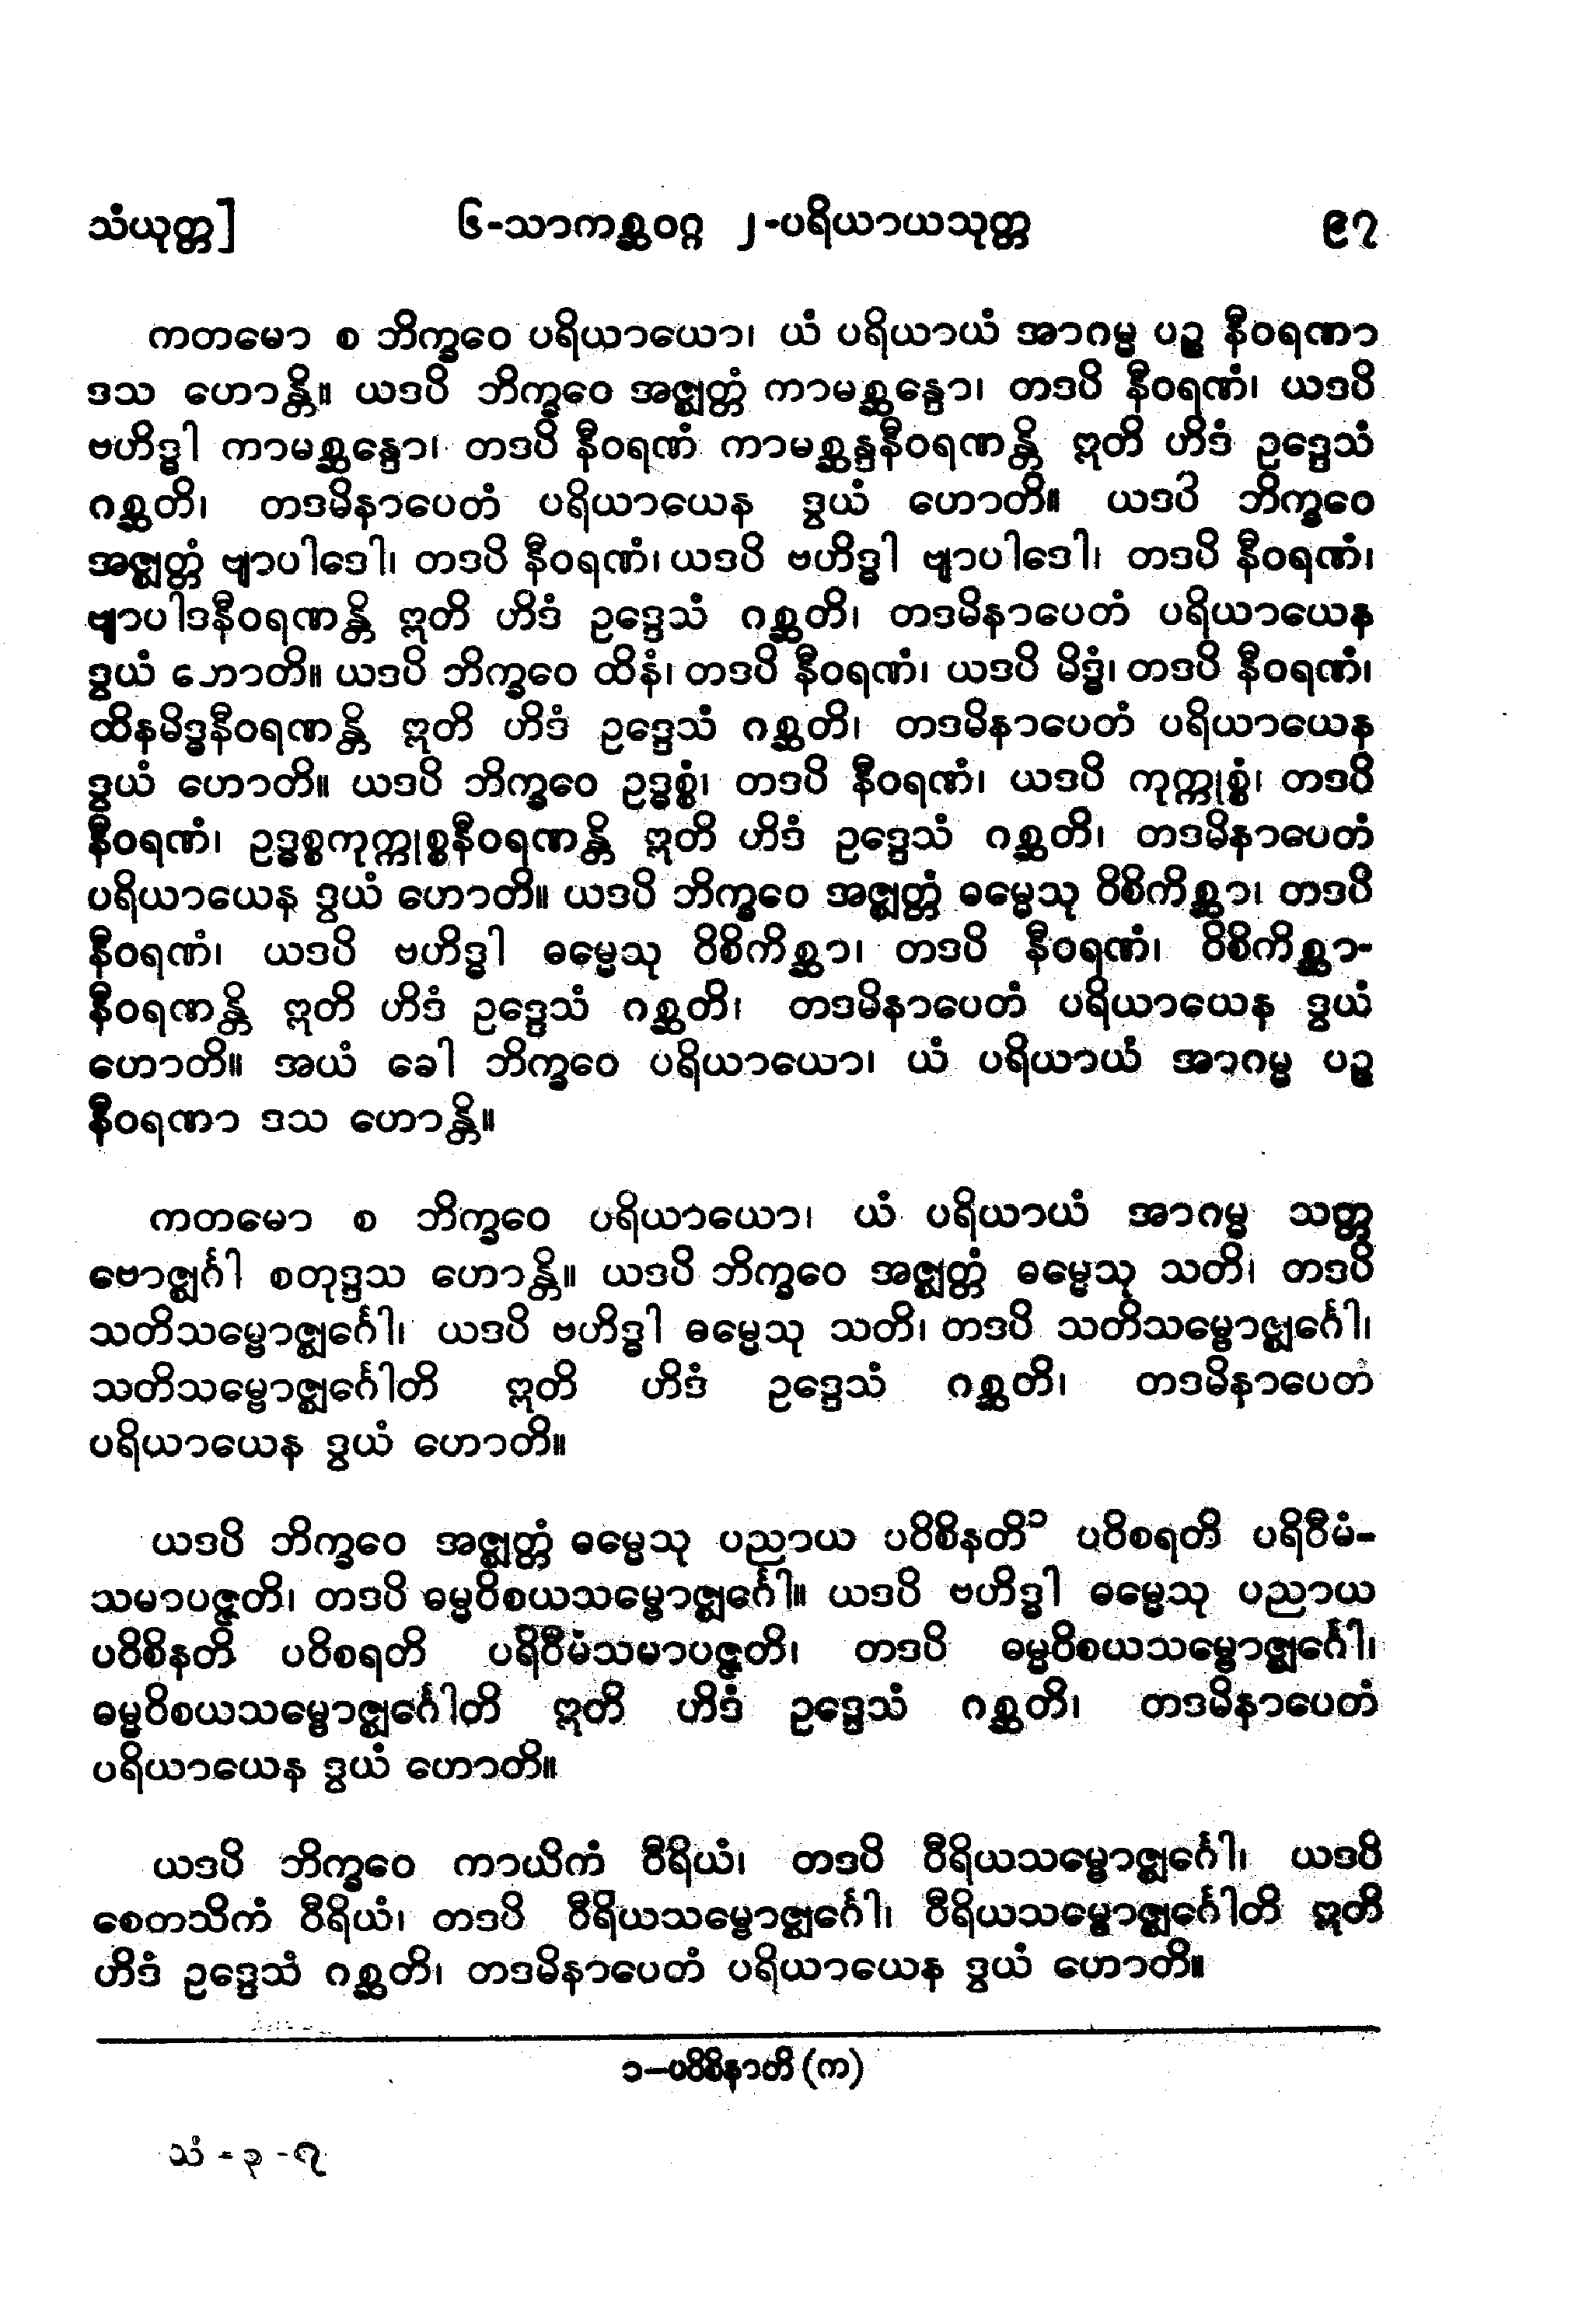 သံယုတ္တ] ၆-သာကစ္ဆဝဂ္ဂ ၂-ပရိယာယသုတ္တ ၉၇
ကတမော စ ဘိက္ခဝေ ပရိယာယော၊ ယံ ပရိယာယံ အာဂမ္မ ပဉ္စ နီဝရဏာ
ဒသ ဟောန္တိ။ ယဒပိ ဘိက္ခဝေ အဇ္ဈတ္တံ ကာမစ္ဆန္ဒော၊ တဒပိ နီဝရဏံ၊ ယဒပိ
ဗဟိဒ္ဓါ ကာမစ္ဆန္ဒော၊ တဒပိ နီဝရဏံ ကာမစ္ဆန္ဒနီဝရဏန္တိ ဣတိ ဟိဒံ ဥဒ္ဒေသံ
ဂစ္ဆတိ၊ တဒမိနာပေတံ ပရိယာယေန ဒွယံ ဟောတိ။ ယဒပိ ဘိက္ခဝေ
အဇ္ဈတ္တံ ဗျာပါဒေါ၊ တဒပိ နီဝရဏံ၊ ယဒပိ ဗဟိဒ္ဓါ ဗျာပါဒေါ၊ တဒပိ နီဝရဏံ၊
ဗျာပါဒနီဝရဏန္တိ ဣတိ ဟိဒံ ဥဒ္ဒေသံ ဂစ္ဆတိ၊ တဒမိနာပေတံ ပရိယာယေန
ဒွယံ ဟောတိ။ ယဒပိ ဘိက္ခဝေ ထိနံ၊ တဒပိ နီဝရဏံ၊ ယဒပိ မိဒ္ဓံ၊ တဒပိ နီဝရဏံ၊
ထိနမိဒ္ဓနီဝရဏန္တိ ဣတိ ဟိဒံ ဥဒ္ဒေသံ ဂစ္ဆတိ၊ တဒမိနာပေတံ ပရိယာယေန
ဒွယံ ဟောတိ။ ယဒပိ ဘိက္ခဝေ ဥဒ္ဓစ္စံ၊ တဒပိ နီဝရဏံ၊ ယဒပိ ကုက္ကုစ္စံ၊ တဒပိ
နီဝရဏံ၊ ဥဒ္ဓစ္စကုက္ကုစ္စနီဝရဏန္တိ ဣတိ ဟိဒံ ဥဒ္ဒေသံ ဂစ္ဆတိ၊ တဒမိနာပေတံ
ပရိယာယေန ဒွယံ ဟောတိ။ ယဒပိ ဘိက္ခဝေ အဇ္ဈတ္တံ ဓမ္မေသု ဝိစိကိစ္ဆာ၊ တဒပိ
နီဝရဏံ၊ ယဒပိ ဗဟိဒ္ဓါ ဓမ္မေသု ဝိစိကိစ္ဆာ၊ တဒပိ နီဝရဏံ၊ ဝိစိကိစ္ဆာ-
နီဝရဏန္တိ ဣတိ ဟိဒံ ဥဒ္ဒေသံ ဂစ္ဆတိ၊ တဒမိနာပေတံ ပရိယာယေန ဒွယံ
ဟောတိ။ အယံ ခေါ ဘိက္ခဝေ ပရိယာယော၊ ယံ ပရိယာယံ အာဂမ္မ ပဉ္စ
နီဝရဏာ ဒသ ဟောန္တိ။
ကတမော စ ဘိက္ခဝေ ပရိယာယော၊ ယံ ပရိယာယံ အာဂမ္မ သတ္တ
ဗောဇ္ဈင်္ဂါ စတုဒ္ဒသ ဟောန္တိ။ ယဒပိ ဘိက္ခဝေ အဇ္ဈတ္တံ ဓမ္မေသု သတိ၊ တဒပိ
သတိသမ္ဗောဇ္ဈင်္ဂေါ၊ ယဒပိ ဗဟိဒ္ဓါ ဓမ္မေသု သတိ၊ တဒပိ သတိသမ္ဗောဇ္ဈင်္ဂေါ၊
သတိသမ္ဗောဇ္ဈင်္ဂေါတိ ဣတိ ဟိဒံ ဥဒ္ဒေသံ ဂစ္ဆတိ၊ တဒမိနာပေတံ
ပရိယာယေန ဒွယံ ဟောတိ။
ယဒပိ ဘိက္ခဝေ အဇ္ဈတ္တံ ဓမ္မေသု ပညာယ ပဝိစိနတိ၁ ပဝိစရတိ ပရိဝီမံ-
သမာပဇ္ဇတိ၊ တဒပိ ဓမ္မဝိစယသမ္ဗောဇ္ဈင်္ဂေါ။ ယဒပိ ဗဟိဒ္ဓါ ဓမ္မေသု ပညာယ
ပဝိစိနတိ ပဝိစရတိ ပရိဝီမံသမာပဇ္ဇတိ၊ တဒပိ ဓမ္မဝိစယသမ္ဗောဇ္ဈင်္ဂေါ၊
ဓမ္မဝိစယသမ္ဗောဇ္ဈင်္ဂေါတိ ဣတိ ဟိဒံ ဥဒ္ဒေသံ ဂစ္ဆတိ၊ တဒမိနာပေတံ
ပရိယာယေန ဒွယံ ဟောတိ။
ယဒပိ ဘိက္ခဝေ ကာယိကံ ဝီရိယံ၊ တဒပိ ဝီရိယသမ္ဗောဇ္ဈင်္ဂေါ၊ ယဒပိ
စေတသိကံ ဝီရိယံ၊ တဒပိ ဝီရိယသမ္ဗောဇ္ဈင်္ဂေါ၊ ဝီရိယသမ္ဗောဇ္ဈင်္ဂေါတိ ဣတိ
ဟိဒံ ဥဒ္ဒေသံ ဂစ္ဆတိ၊ တဒမိနာပေတံ ပရိယာယေန ဒွယံ ဟောတိ။
၁–ပဝိစိနာတိ (က)
သံ - ၃ - ၇